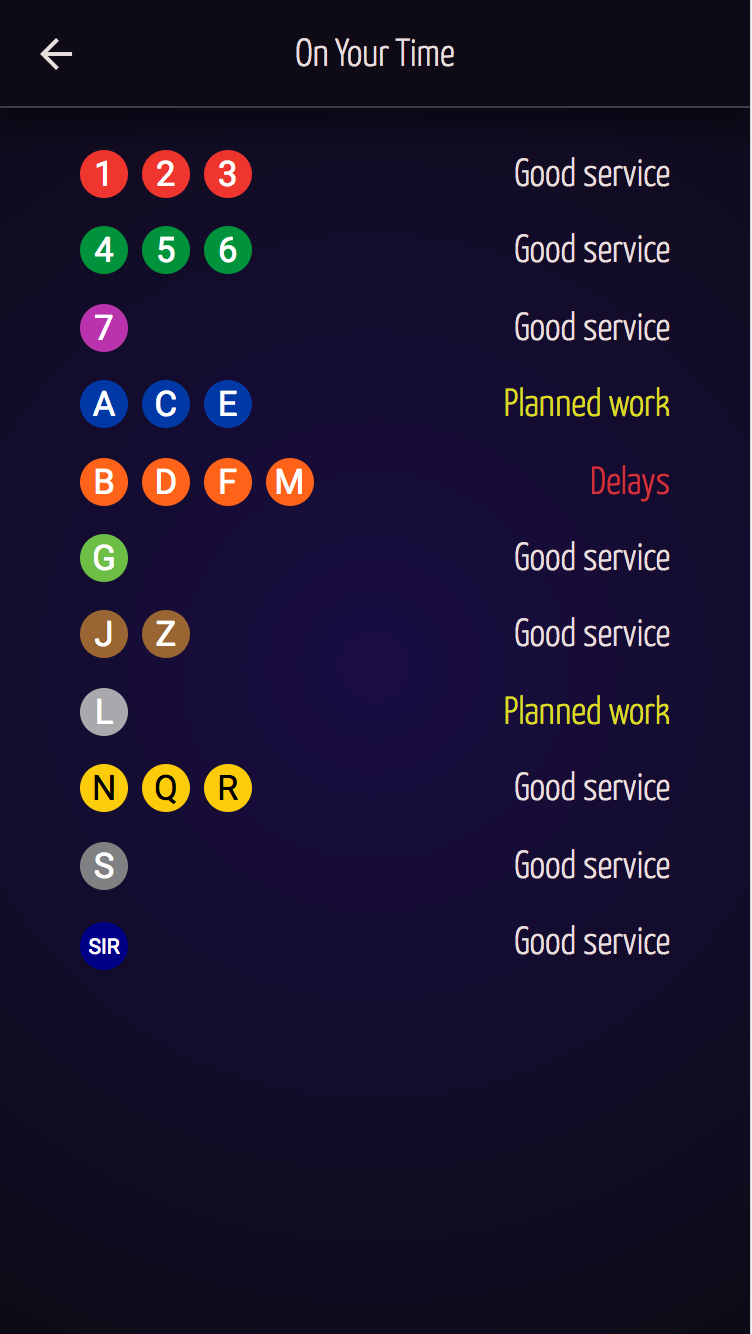 On Your Time
1 2 3 Good service
4 5 6 Good service
7 Good service
A C E Planned work
B D F M Delays
G Good service
J Z Good service
L Planned work
N Q R Good service
S Good service
SIR Good service